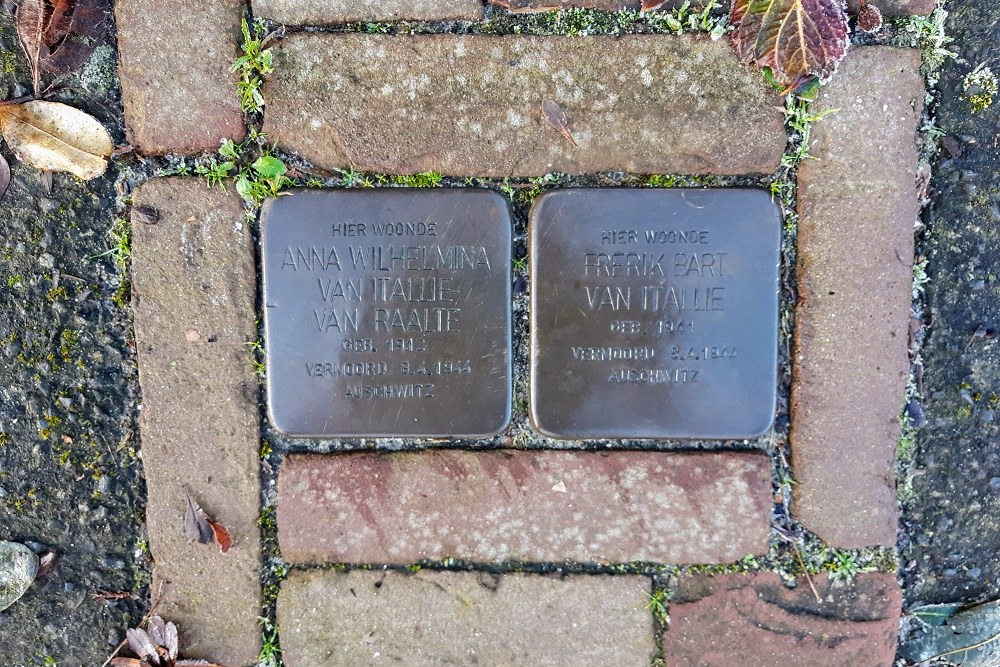 HIER WOONDE
ANNA WILHELMINA
VAN ITALLIE
VAN RAALTE
GEB. 1912
VERMOORD 9.4.1944
AUSCHWITZ
HIER WOONDE
FRERIK BART
VAN ITALLIE
GEB. 1941
VERMOORD 9.4.1944
AUSCHWITZ